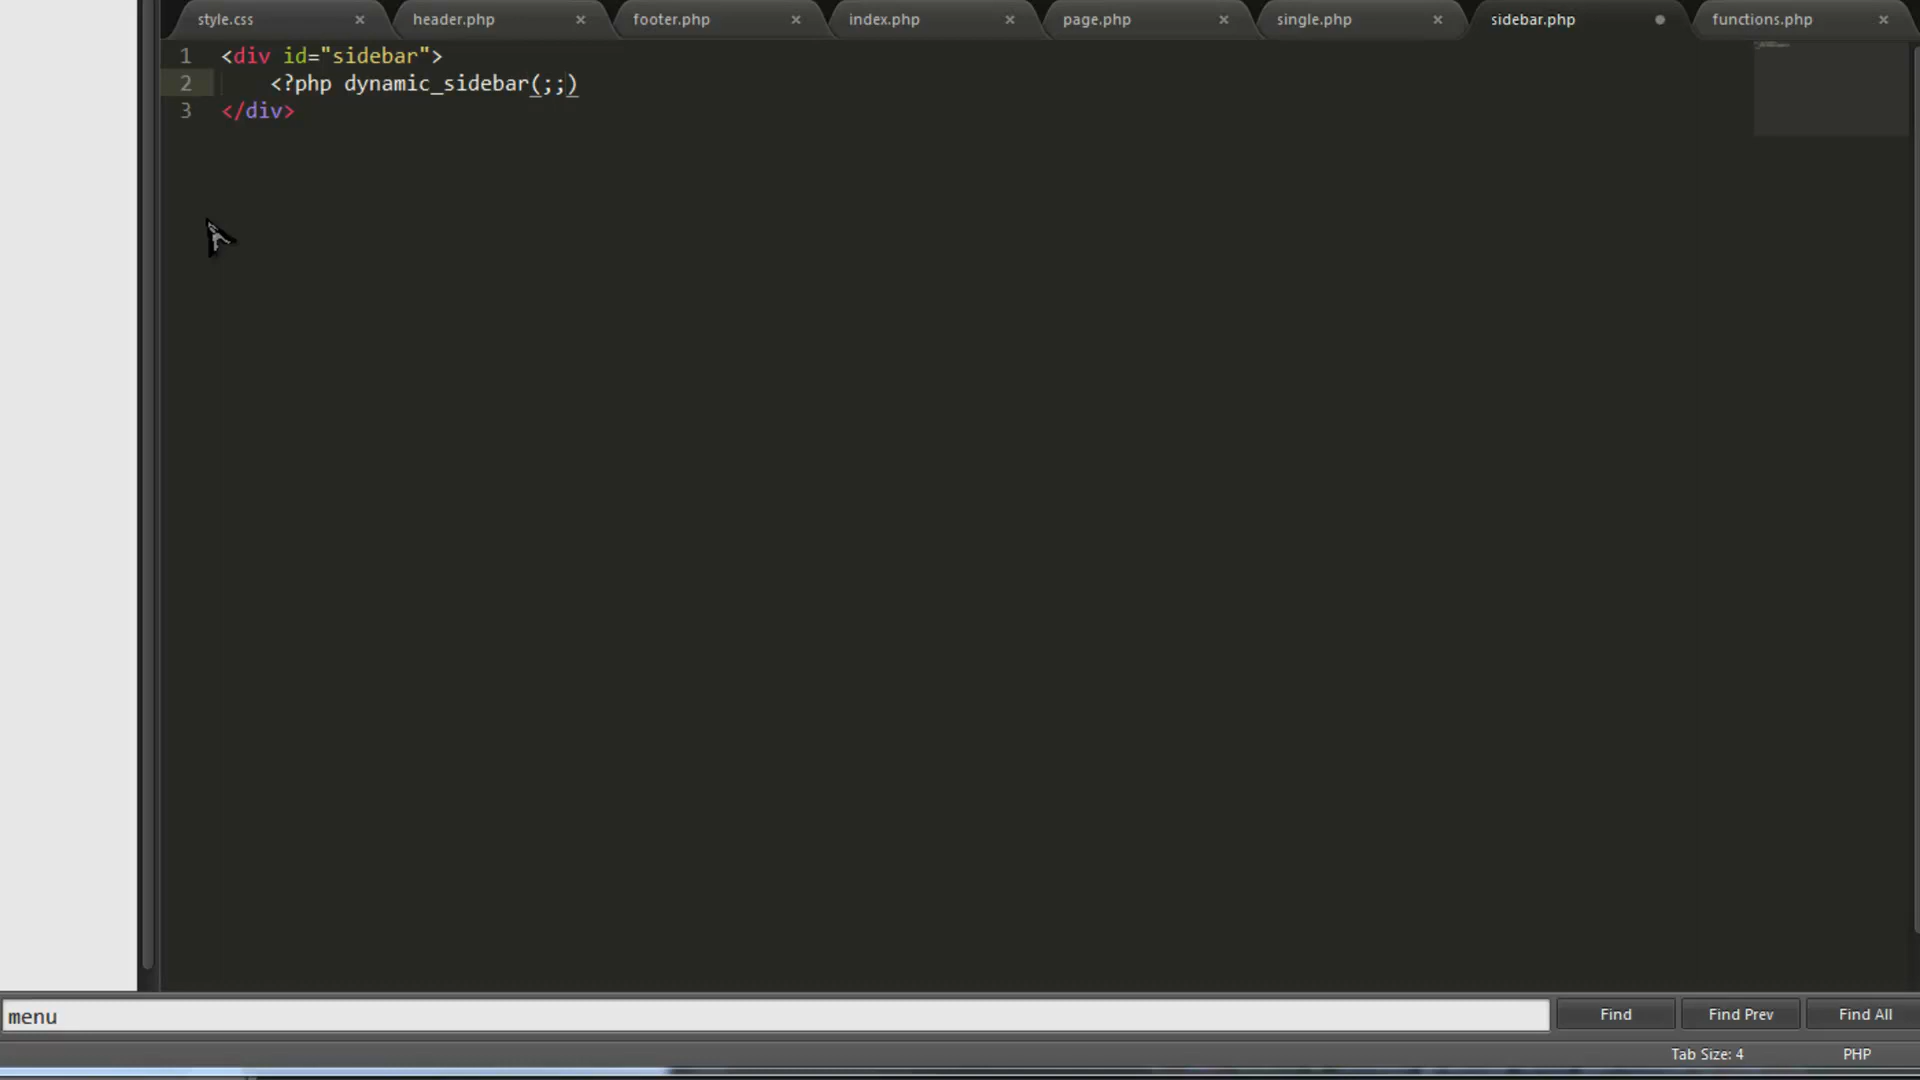 style.css × header.php × footer.php × index.php × page.php × single.php × sidebar.php functions.php ×
1 <div id="sidebar">
2 <?php dynamic_sidebar(;;)
3 </div>
menu Find Find Prev Find All
Tab Size: 4 PHP